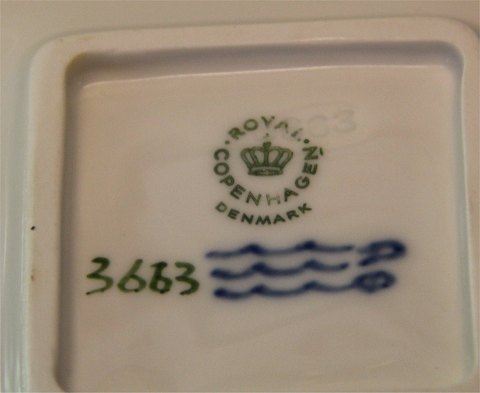 ROYAL
COPENHAGEN
DENMARK
3663